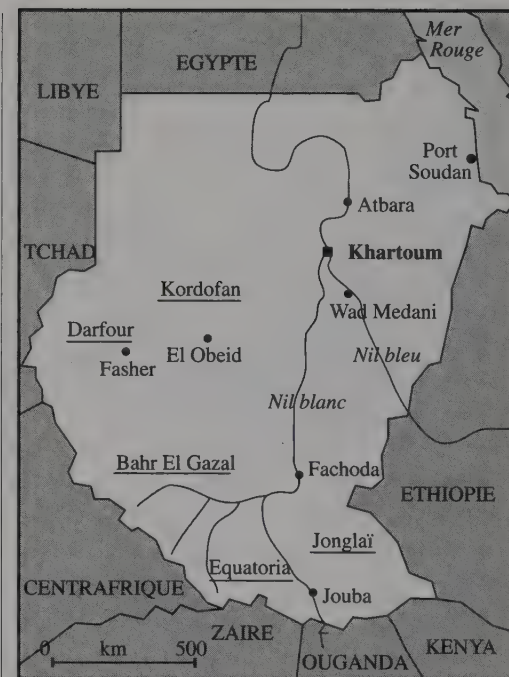 Mer
Rouge
EGYPTE
LIBYE
Port
Soudan
Atbara
TCHAD
Khartoum
Kordofan
Wad Medani
Darfour
Fasher
El Obeid
Nil bleu
Nil blanc
Bahr El Gazal
Fachoda
ETHIOPIE
Jonglaï
Equatoria
CENTRAFRIQUE
Jouba
ZAIRE
KENYA
0 km 500
OUGANDA